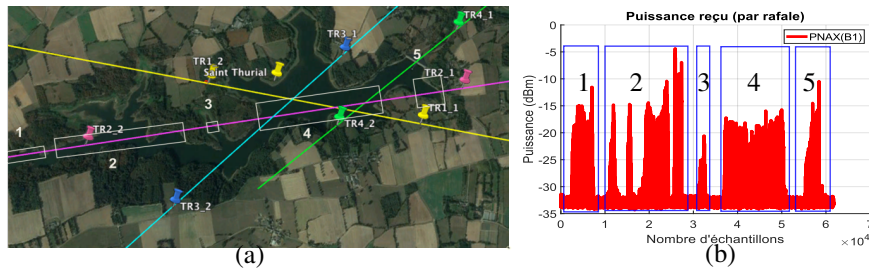 TR4_1
TR3_1
5
TR1_2
Saint Thurial
TR2_1
3
TR1_1
1
TR2_2
4
TR4_2
2
TR3_2
(a)
Puissance reçu (par rafale)
PNAX(B1)
Puissance (dBm)
0
-5
-10
-15
-20
-25
-30
-35
1 2 3 4 5
0 1 2 3 4 5 6 7
×10⁴
Nombre d'échantillons
(b)